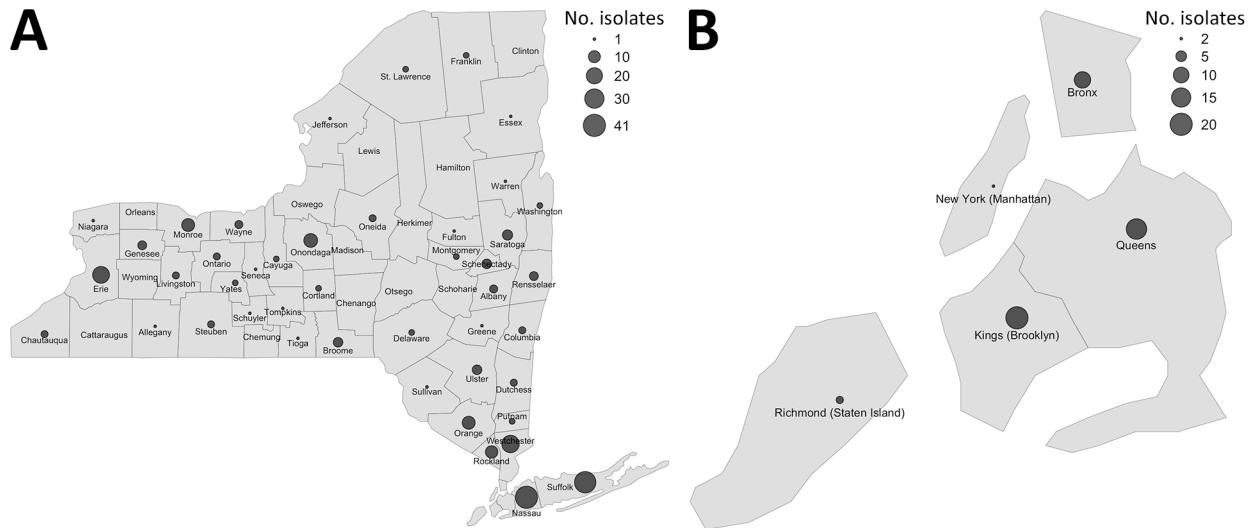 A
No. isolates
1
10
20
30
41
Clinton
Franklin
St. Lawrence
Jefferson
Essex
Lewis
Hamilton
Warren
Oswego
Washington
Orleans
Niagara
Monroe
Wayne
Oneida
Herkimer
Fulton
Saratoga
Genesee
Onondaga
Madison
Montgomery
Ontario
Cayuga
Schenectady
Erie
Wyoming
Livingston
Seneca
Yates
Rensselaer
Cortland
Otsego
Schoharie
Albany
Chenango
Tompkins
Schuyler
Chautauqua
Cattaraugus
Allegany
Steuben
Chemung
Tioga
Broome
Delaware
Greene
Columbia
Ulster
Sullivan
Dutchess
Putnam
Orange
Westchester
Rockland
Suffolk
Nassau
B
No. isolates
2
5
10
15
20
Bronx
New York (Manhattan)
Queens
Kings (Brooklyn)
Richmond (Staten Island)